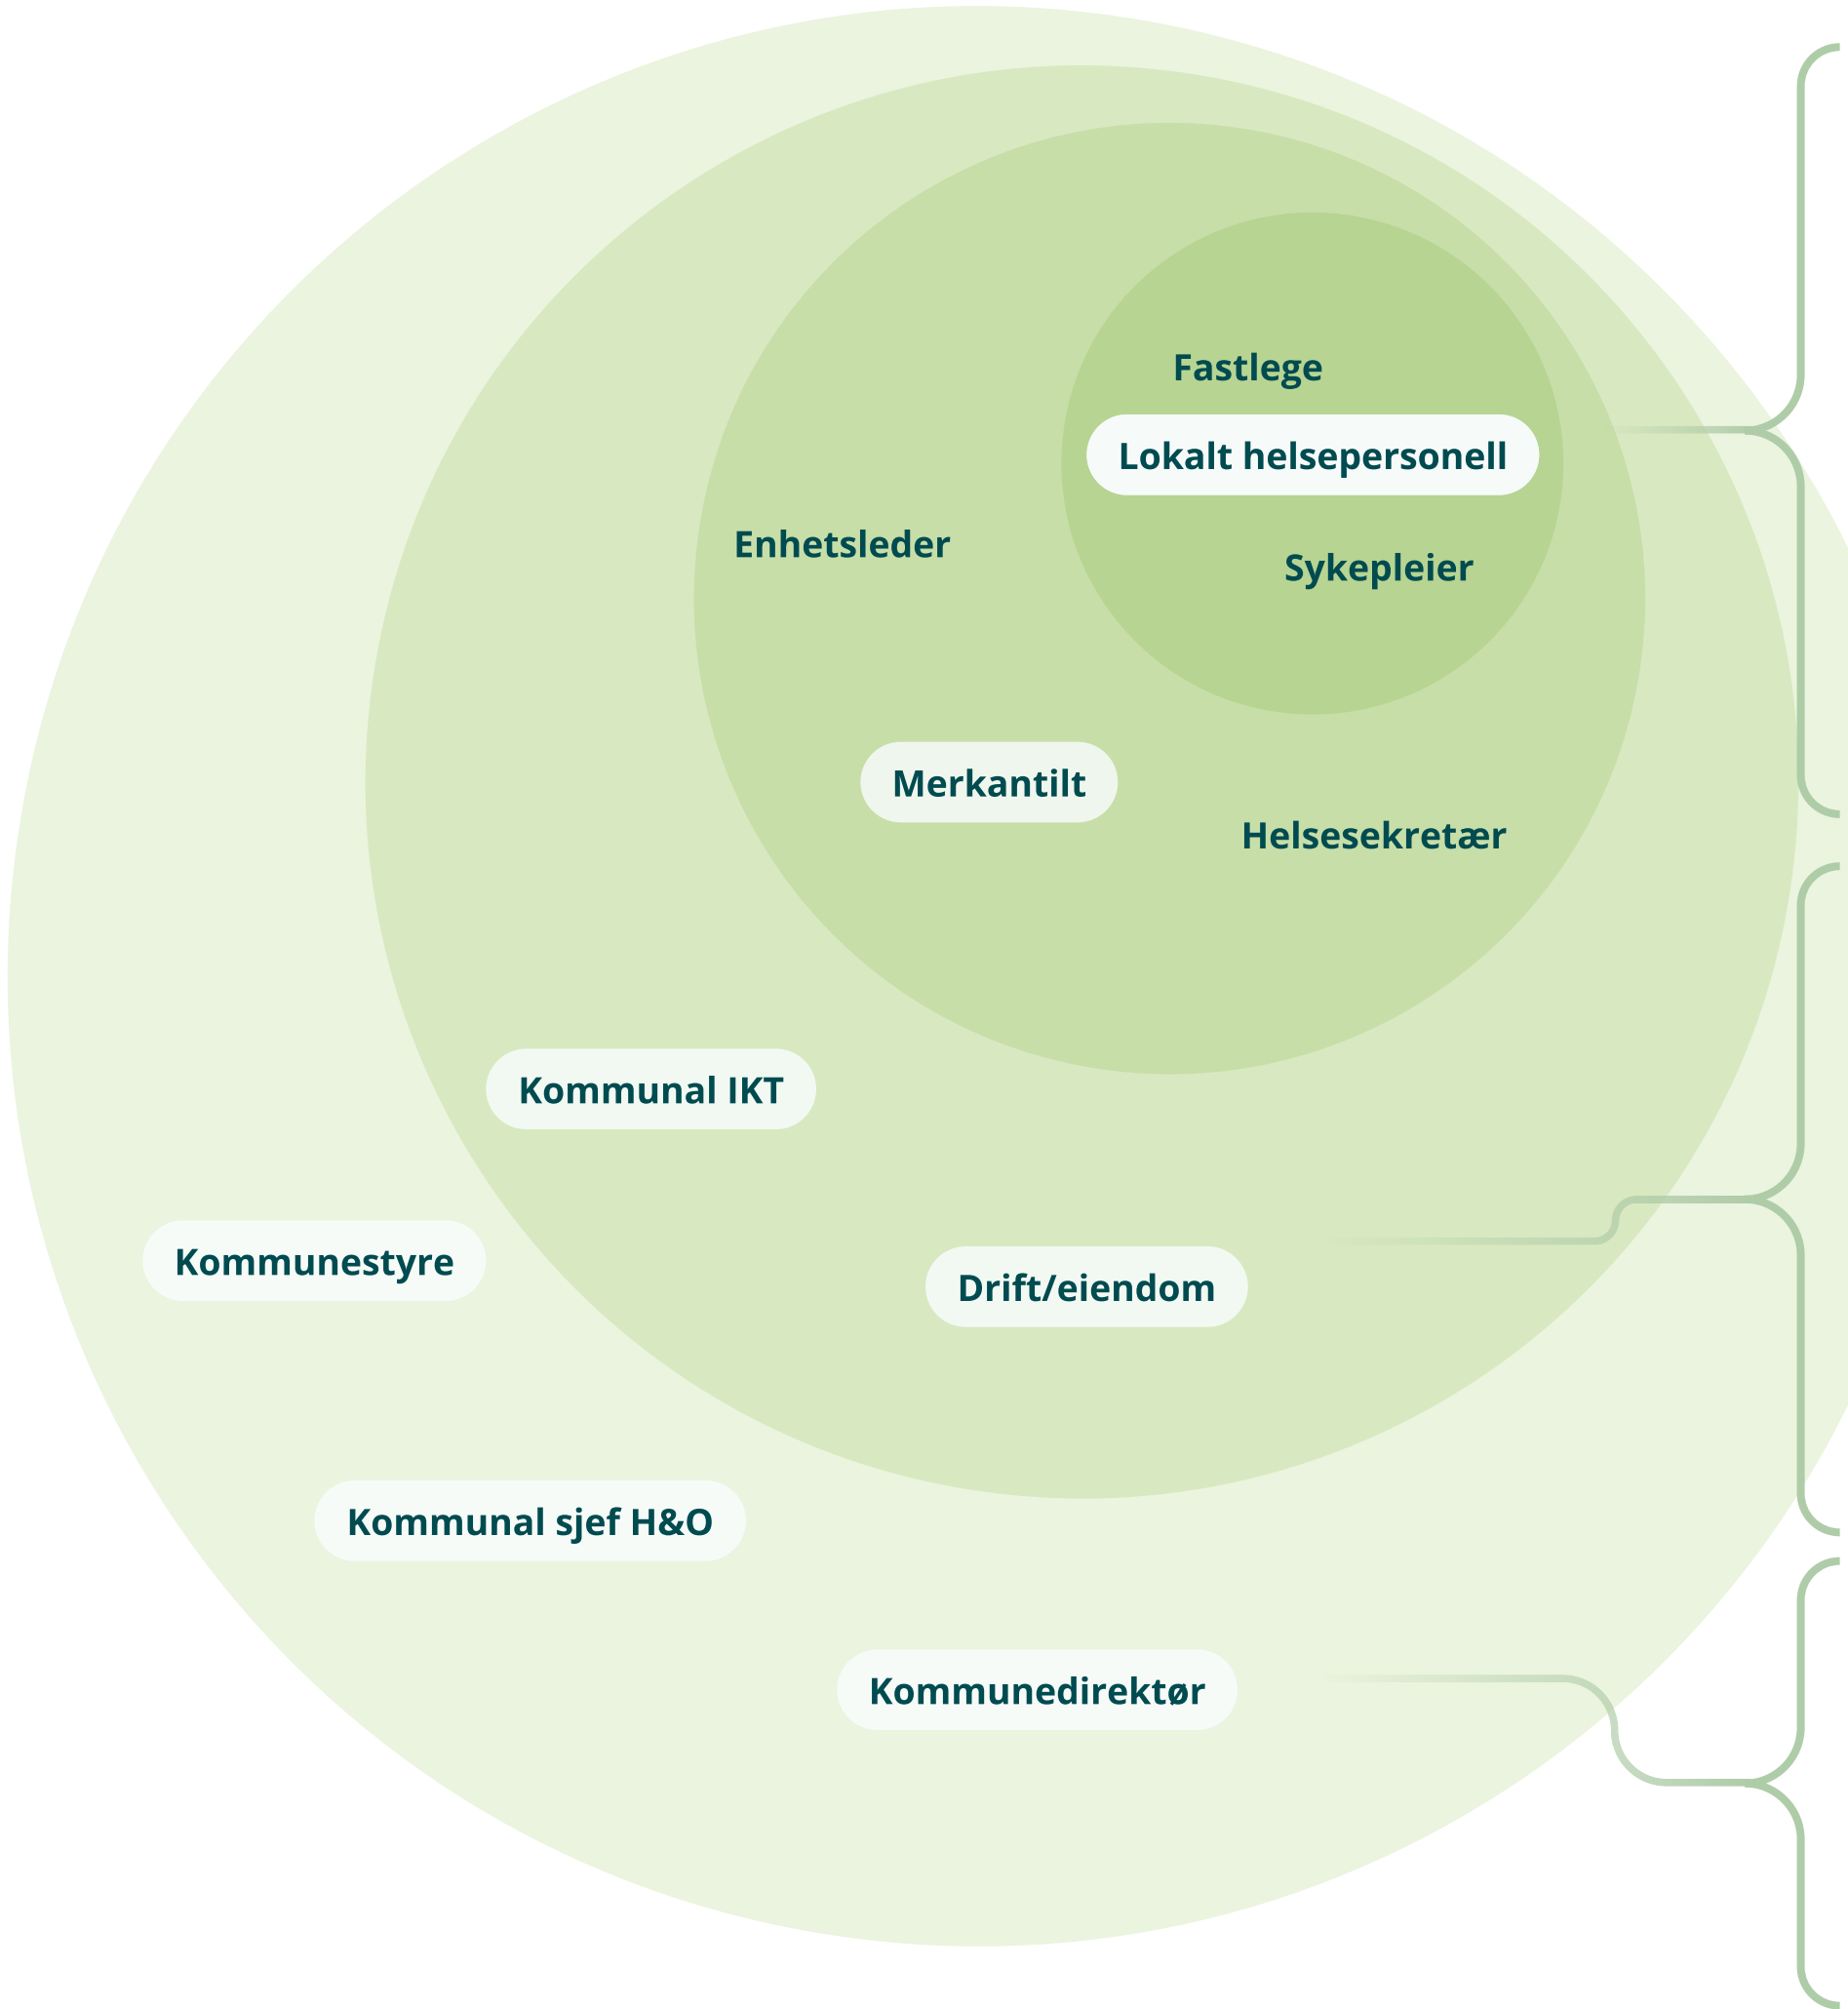 Fastlege
Lokalt helsepersonell
Enhetsleder
Sykepleier
Merkantilt
Helsesekretær
Kommunal IKT
Kommunestyre
Drift/eiendom
Kommunal sjef H&O
Kommunedirektør